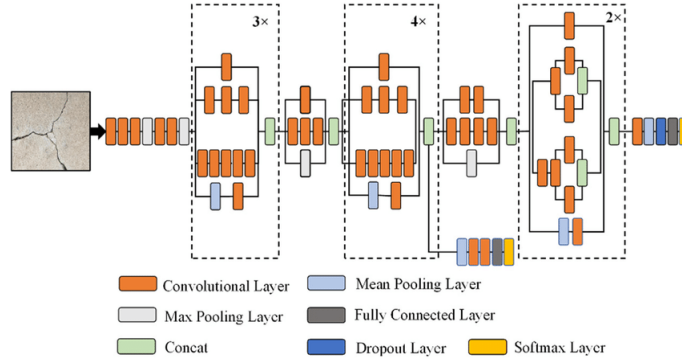 3× 4× 2×
Convolutional Layer Mean Pooling Layer
Max Pooling Layer Fully Connected Layer
Concat Dropout Layer Softmax Layer